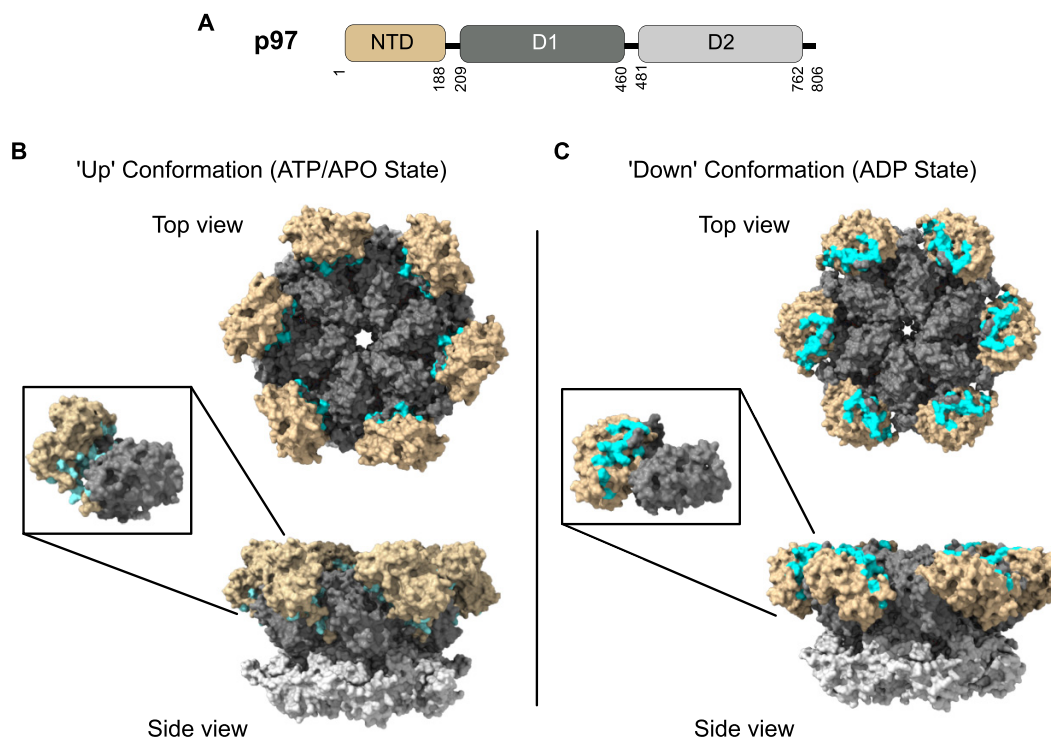 A
p97
NTD
D1
D2
1
188
209
460
481
762
806
B
'Up' Conformation (ATP/APO State)
Top view
Side view
C
'Down' Conformation (ADP State)
Top view
Side view